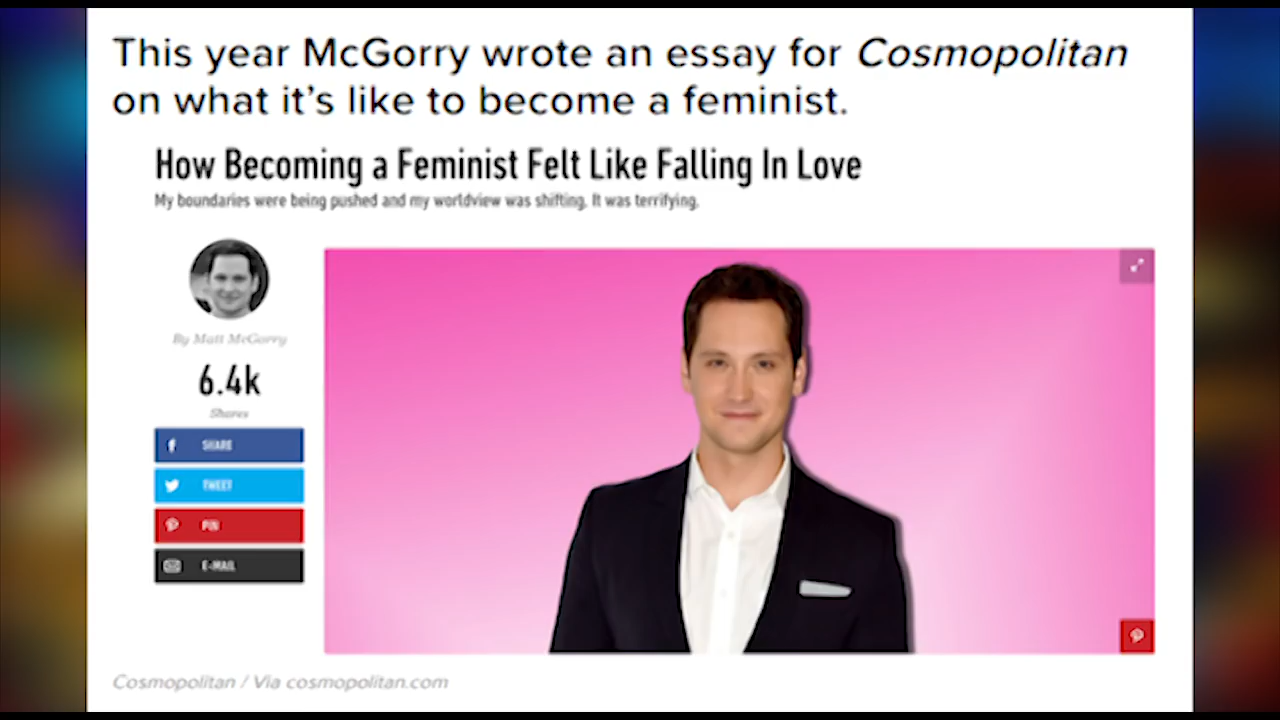 This year McGorry wrote an essay for Cosmopolitan
on what it's like to become a feminist.
How Becoming a Feminist Felt Like Falling In Love
My boundaries were being pushed and my worldview was shifting. It was terrifying.
By Matt McGorry
6.4k
Shares
SHARE
TWEET
PIN
E-MAIL
Cosmopolitan / Via cosmopolitan.com